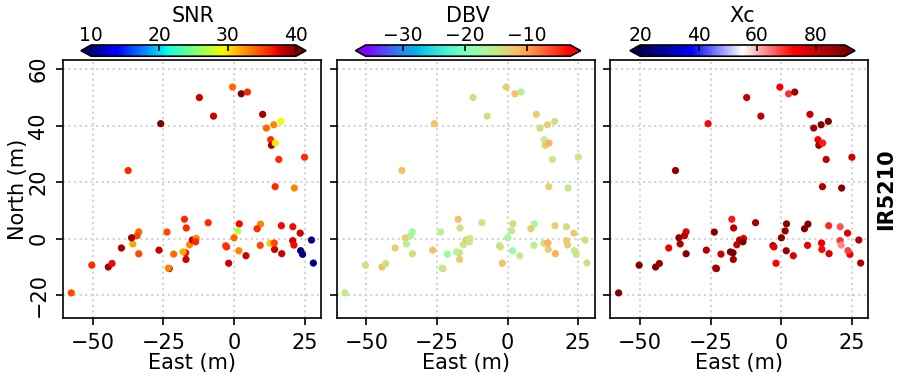 SNR DBV Xc
10 20 30 40 −30 −20 −10 20 40 60 80
60
40
20
0
−20
North (m)
IR5210
−50 −25 0 25 −50 −25 0 25 −50 −25 0 25
East (m) East (m) East (m)